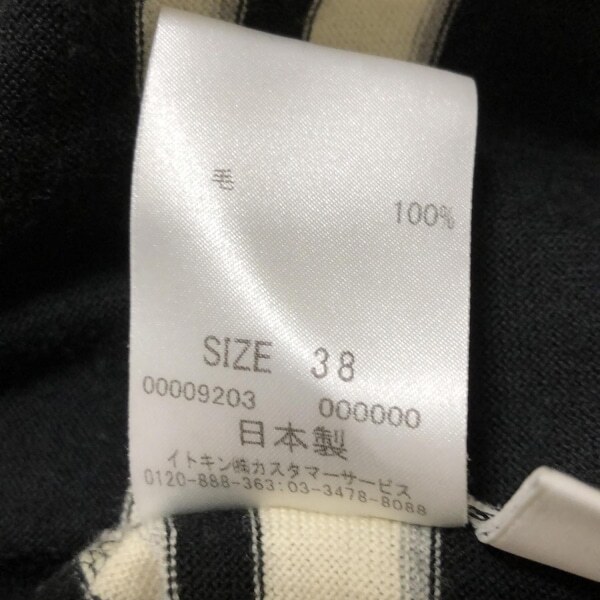 毛 100%
SIZE 38
00009203 000000
日本製
イトキン㈱カスタマーサービス
0120-888-363:03-3478-8088